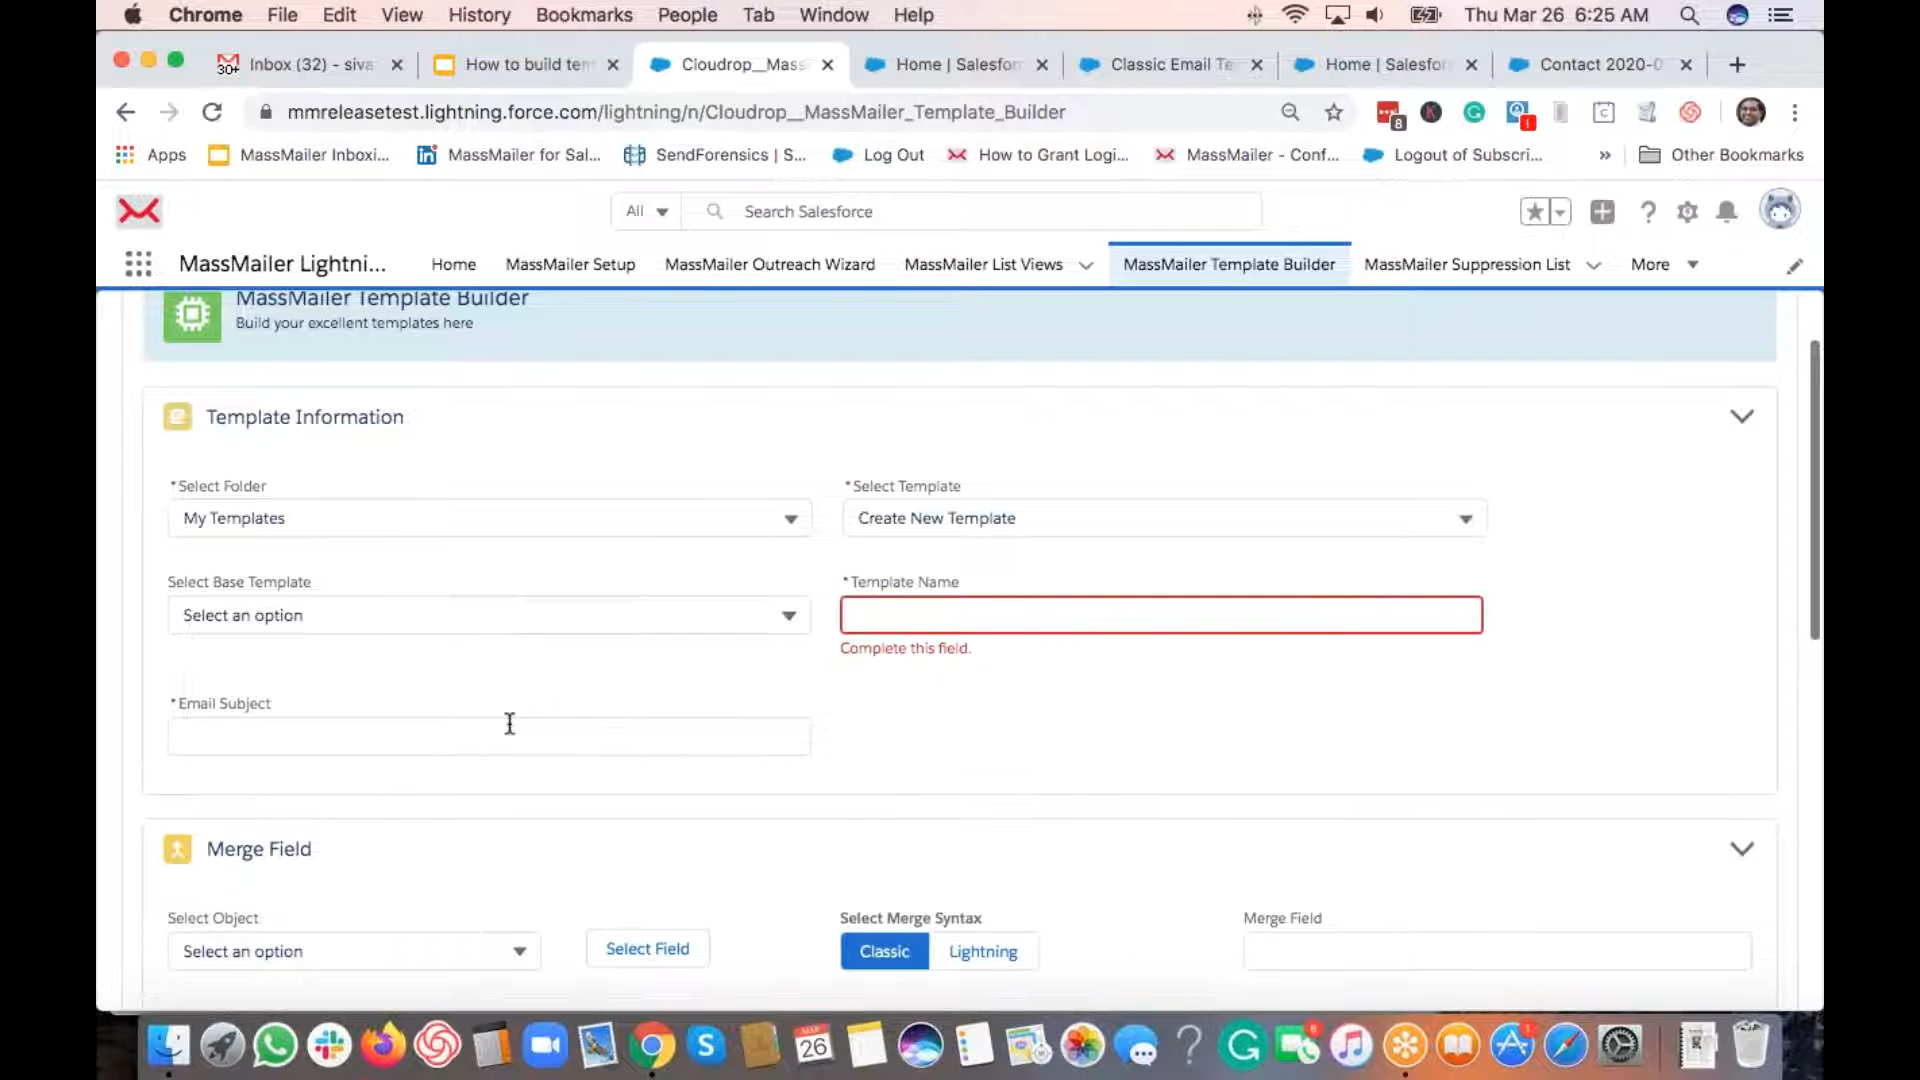 Chrome File Edit View History Bookmarks People Tab Window Help Thu Mar 26 6:25 AM
30+ Inbox (32) - siva How to build tem Cloudrop__Mass Home | Salesfor Classic Email Te Home | Salesfor Contact 2020-0
mmreleasetest.lightning.force.com/lightning/n/Cloudrop__MassMailer_Template_Builder 8
Apps MassMailer Inboxi... MassMailer for Sal... SendForensics | S... Log Out How to Grant Logi... MassMailer - Conf... Logout of Subscri... » Other Bookmarks
All Search Salesforce
MassMailer Lightni... Home MassMailer Setup MassMailer Outreach Wizard MassMailer List Views MassMailer Template Builder MassMailer Suppression List More
MassMailer Template Builder
Build your excellent templates here
Template Information
*Select Folder *Select Template
My Templates Create New Template
Select Base Template *Template Name
Select an option
Complete this field.
*Email Subject
Merge Field
Select Object Select Merge Syntax Merge Field
Select an option Select Field Classic Lightning
MAR
26